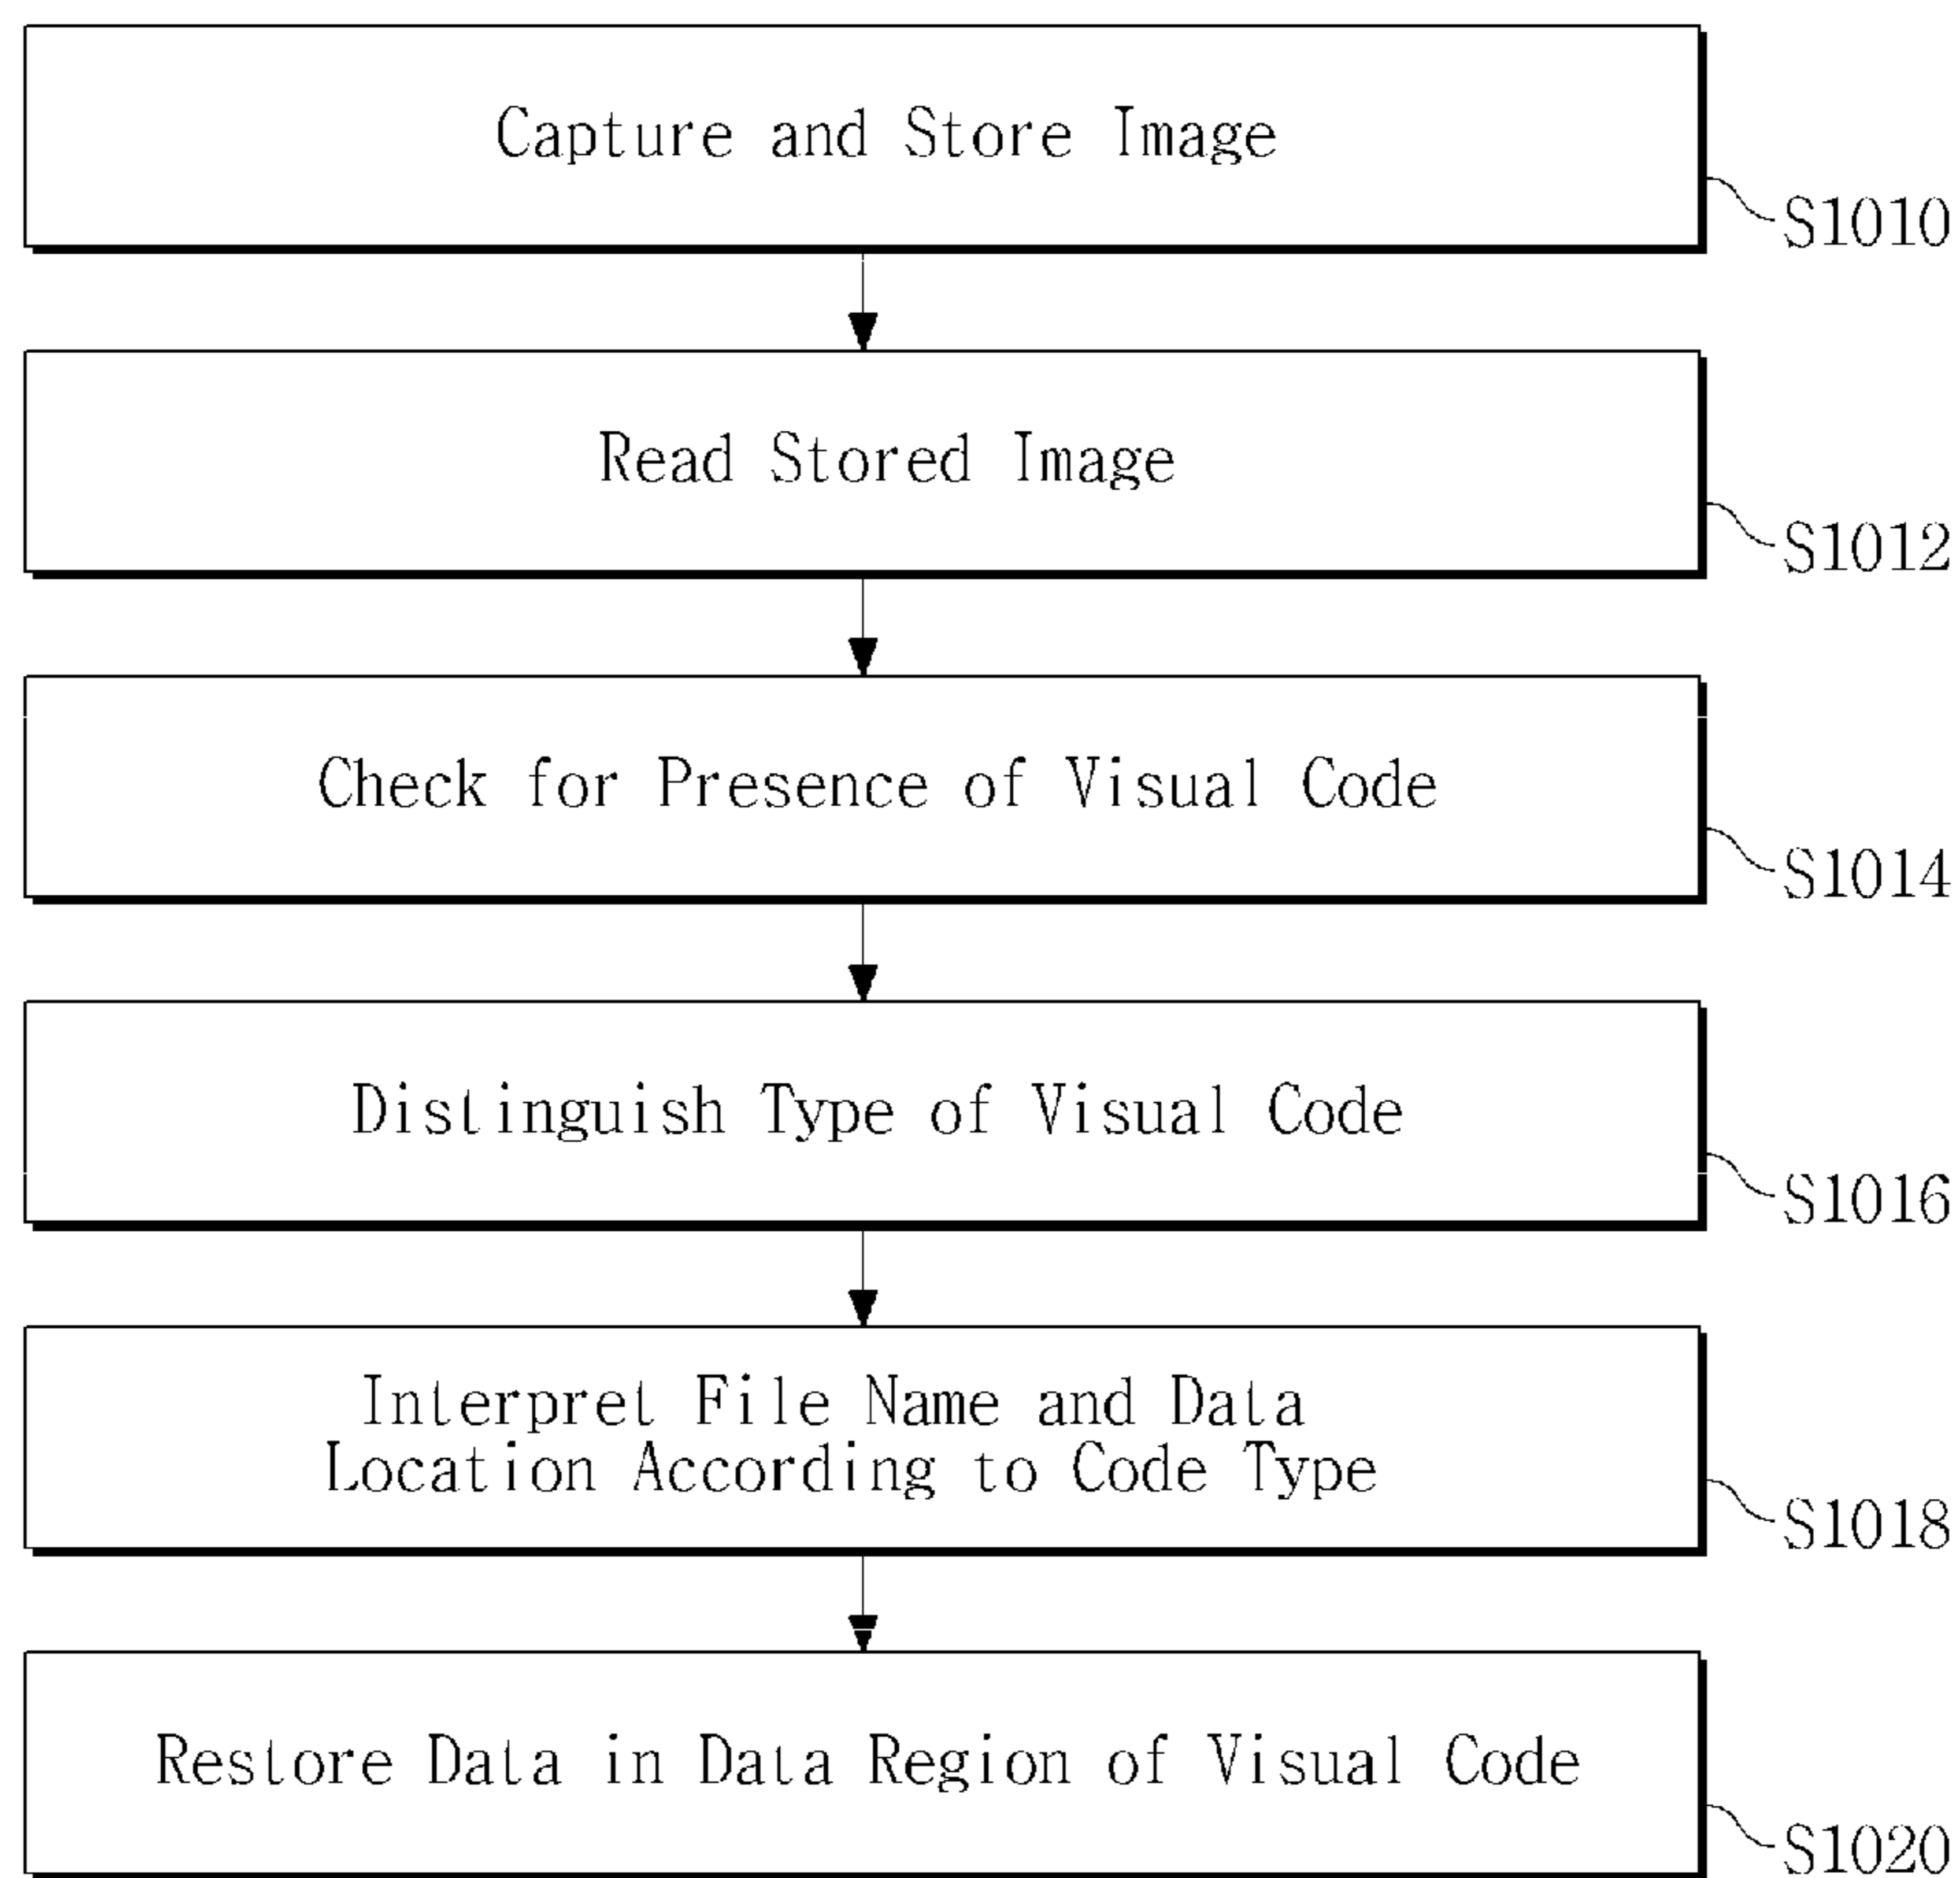 Capture and Store Image
S1010
Read Stored Image
S1012
Check for Presence of Visual Code
S1014
Distinguish Type of Visual Code
S1016
Interpret File Name and Data
Location According to Code Type
S1018
Restore Data in Data Region of Visual Code
S1020